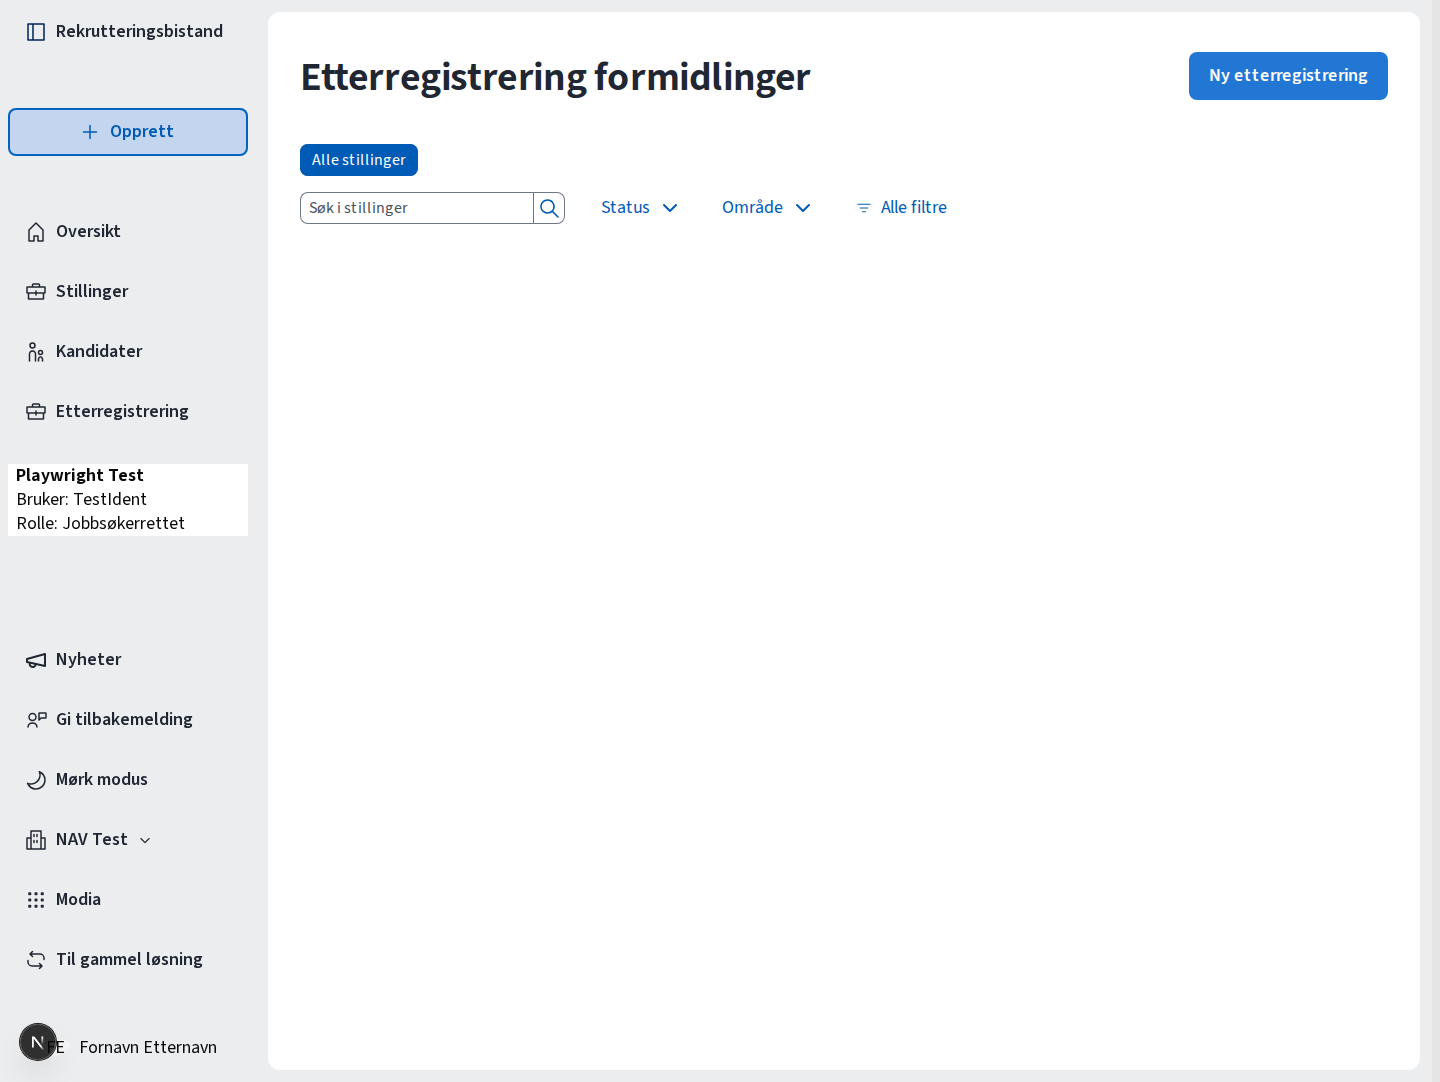 Rekrutteringsbistand
Opprett
Oversikt
Stillinger
Kandidater
Etterregistrering
Playwright Test
Bruker: TestIdent
Rolle: Jobbsøkerrettet
Nyheter
Gi tilbakemelding
Mørk modus
NAV Test
Modia
Til gammel løsning
N
FE Fornavn Etternavn
Etterregistrering formidlinger
Ny etterregistrering
Alle stillinger
Søk i stillinger
Status
Område
Alle filtre